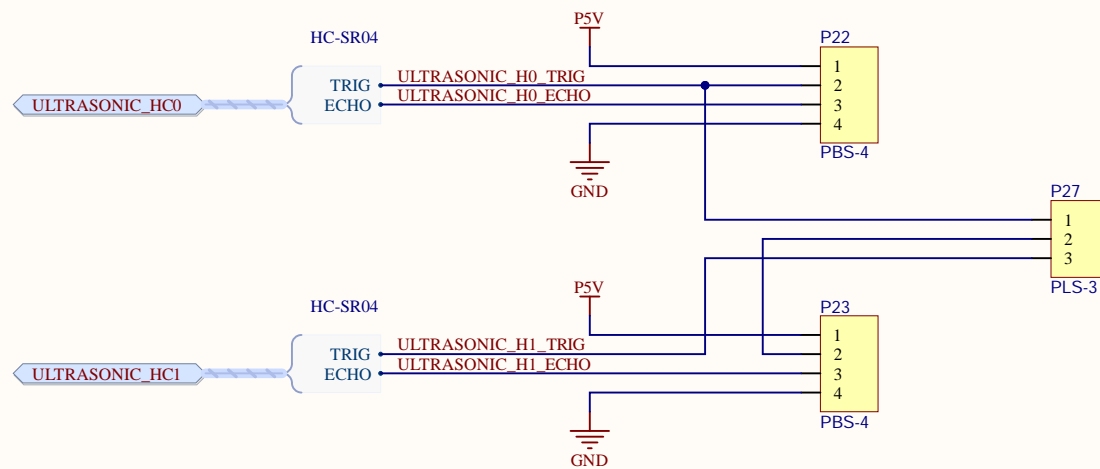 P5V
HC-SR04
P22
ULTRASONIC_HC0
TRIG
ECHO
ULTRASONIC_H0_TRIG
ULTRASONIC_H0_ECHO
1
2
3
4
PBS-4
GND
P27
1
2
3
PLS-3
P5V
HC-SR04
P23
ULTRASONIC_HC1
TRIG
ECHO
ULTRASONIC_H1_TRIG
ULTRASONIC_H1_ECHO
1
2
3
4
PBS-4
GND